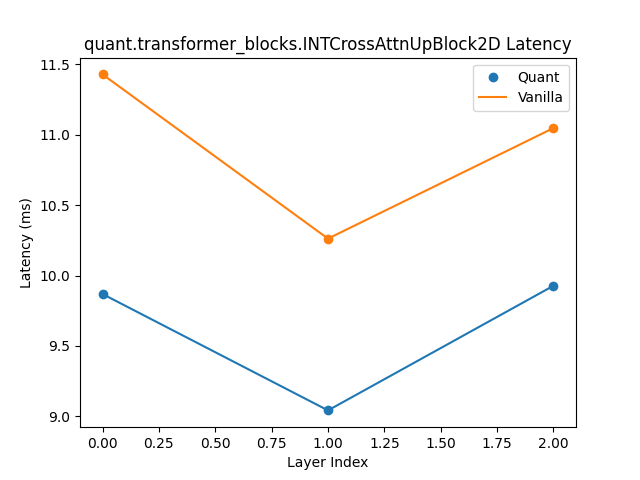 quant.transformer_blocks.INTCrossAttnUpBlock2D Latency
Quant
Vanilla
Latency (ms)
11.5
11.0
10.5
10.0
9.5
9.0
0.00 0.25 0.50 0.75 1.00 1.25 1.50 1.75 2.00
Layer Index